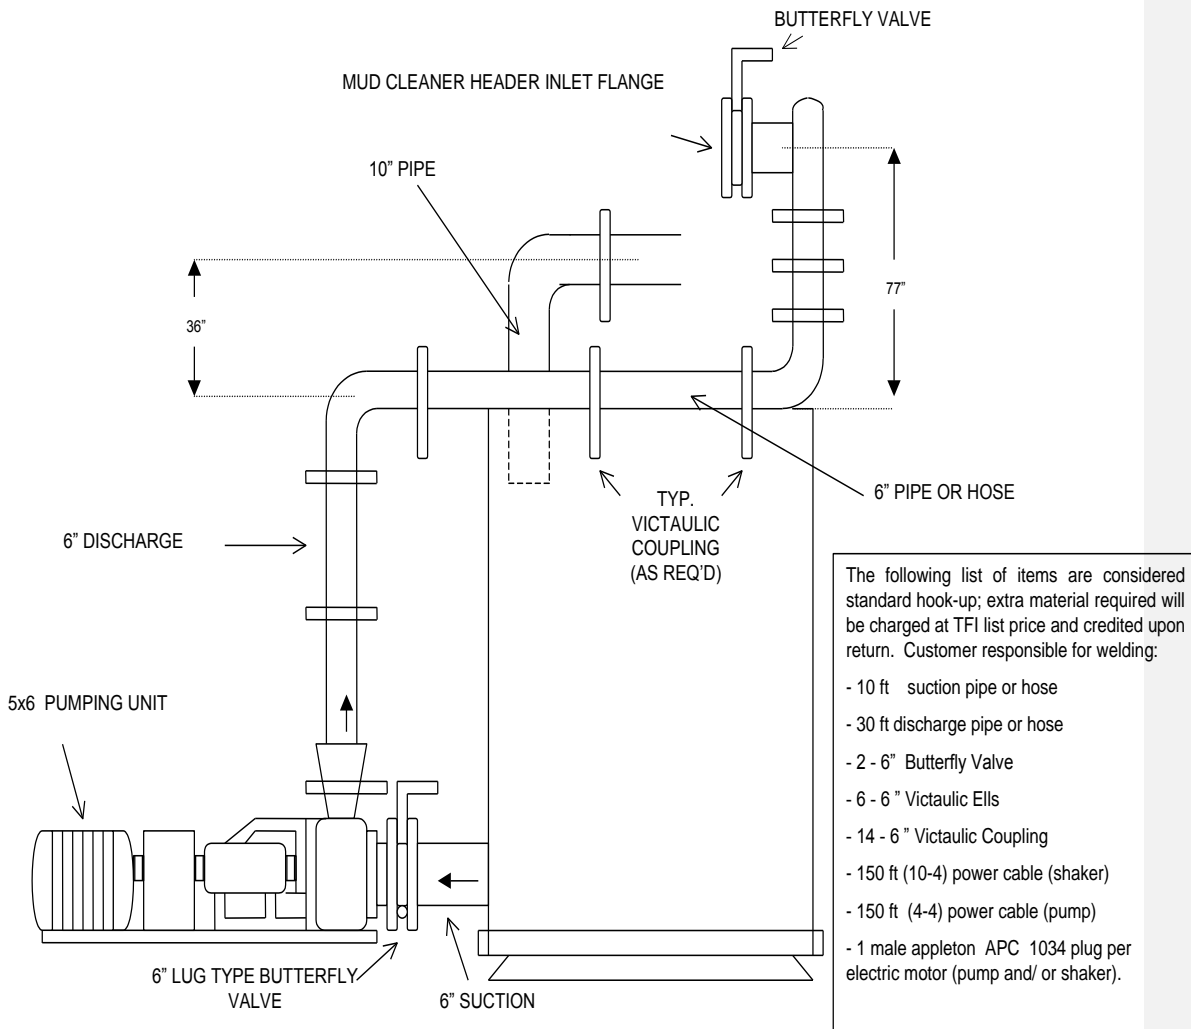 BUTTERFLY VALVE
MUD CLEANER HEADER INLET FLANGE
10” PIPE
36”
77”
6” PIPE OR HOSE
TYP.
VICTAULIC
COUPLING
(AS REQ’D)
6” DISCHARGE
5x6 PUMPING UNIT
6” LUG TYPE BUTTERFLY
VALVE
6” SUCTION
The following list of items are considered
standard hook-up; extra material required will
be charged at TFI list price and credited upon
return. Customer responsible for welding:
- 10 ft suction pipe or hose
- 30 ft discharge pipe or hose
- 2 - 6” Butterfly Valve
- 6 - 6 ” Victaulic Ells
- 14 - 6 ” Victaulic Coupling
- 150 ft (10-4) power cable (shaker)
- 150 ft (4-4) power cable (pump)
- 1 male appleton APC 1034 plug per
electric motor (pump and/ or shaker).